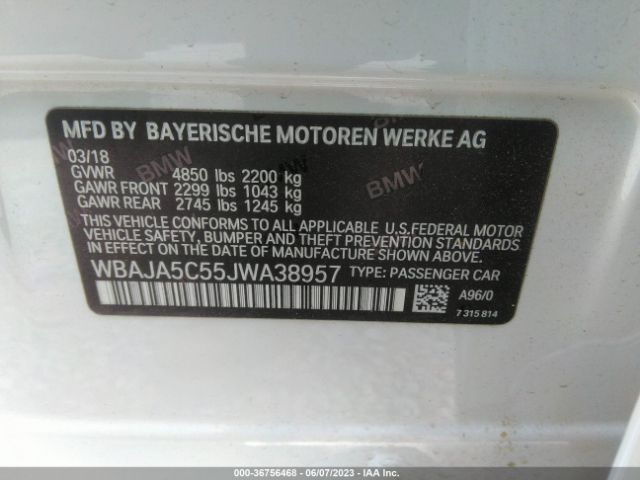 MFD BY BAYERISCHE MOTOREN WERKE AG
03/18
GVWR 4850 lbs 2200 kg
GAWR FRONT 2299 lbs 1043 kg
GAWR REAR 2745 lbs 1245 kg
THIS VEHICLE CONFORMS TO ALL APPLICABLE U.S.FEDERAL MOTOR
VEHICLE SAFETY, BUMPER AND THEFT PREVENTION STANDARDS
IN EFFECT ON THE DATE OF MANUFACTURE SHOWN ABOVE.
WBAJA5C55JWA38957 TYPE: PASSENGER CAR
A96/0
7 315 814
BMW
BMW
BMW
000-36756468 - 06/07/2023 - IAA Inc.